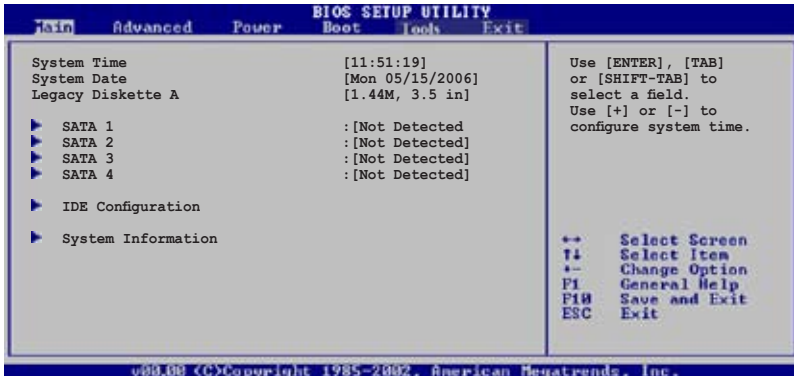 BIOS SETUP UTILITY
Main Advanced Power Boot Tools Exit
System Time [11:51:19]
System Date [Mon 05/15/2006]
Legacy Diskette A [1.44M, 3.5 in]
SATA 1 :[Not Detected
SATA 2 :[Not Detected]
SATA 3 :[Not Detected]
SATA 4 :[Not Detected]
IDE Configuration
System Information
Use [ENTER], [TAB]
or [SHIFT-TAB] to
select a field.
Use [+] or [-] to
configure system time.
↔ Select Screen
↑↓ Select Item
+- Change Option
F1 General Help
F10 Save and Exit
ESC Exit
v00.00 (C)Copyright 1985-2002, American Megatrends, Inc.